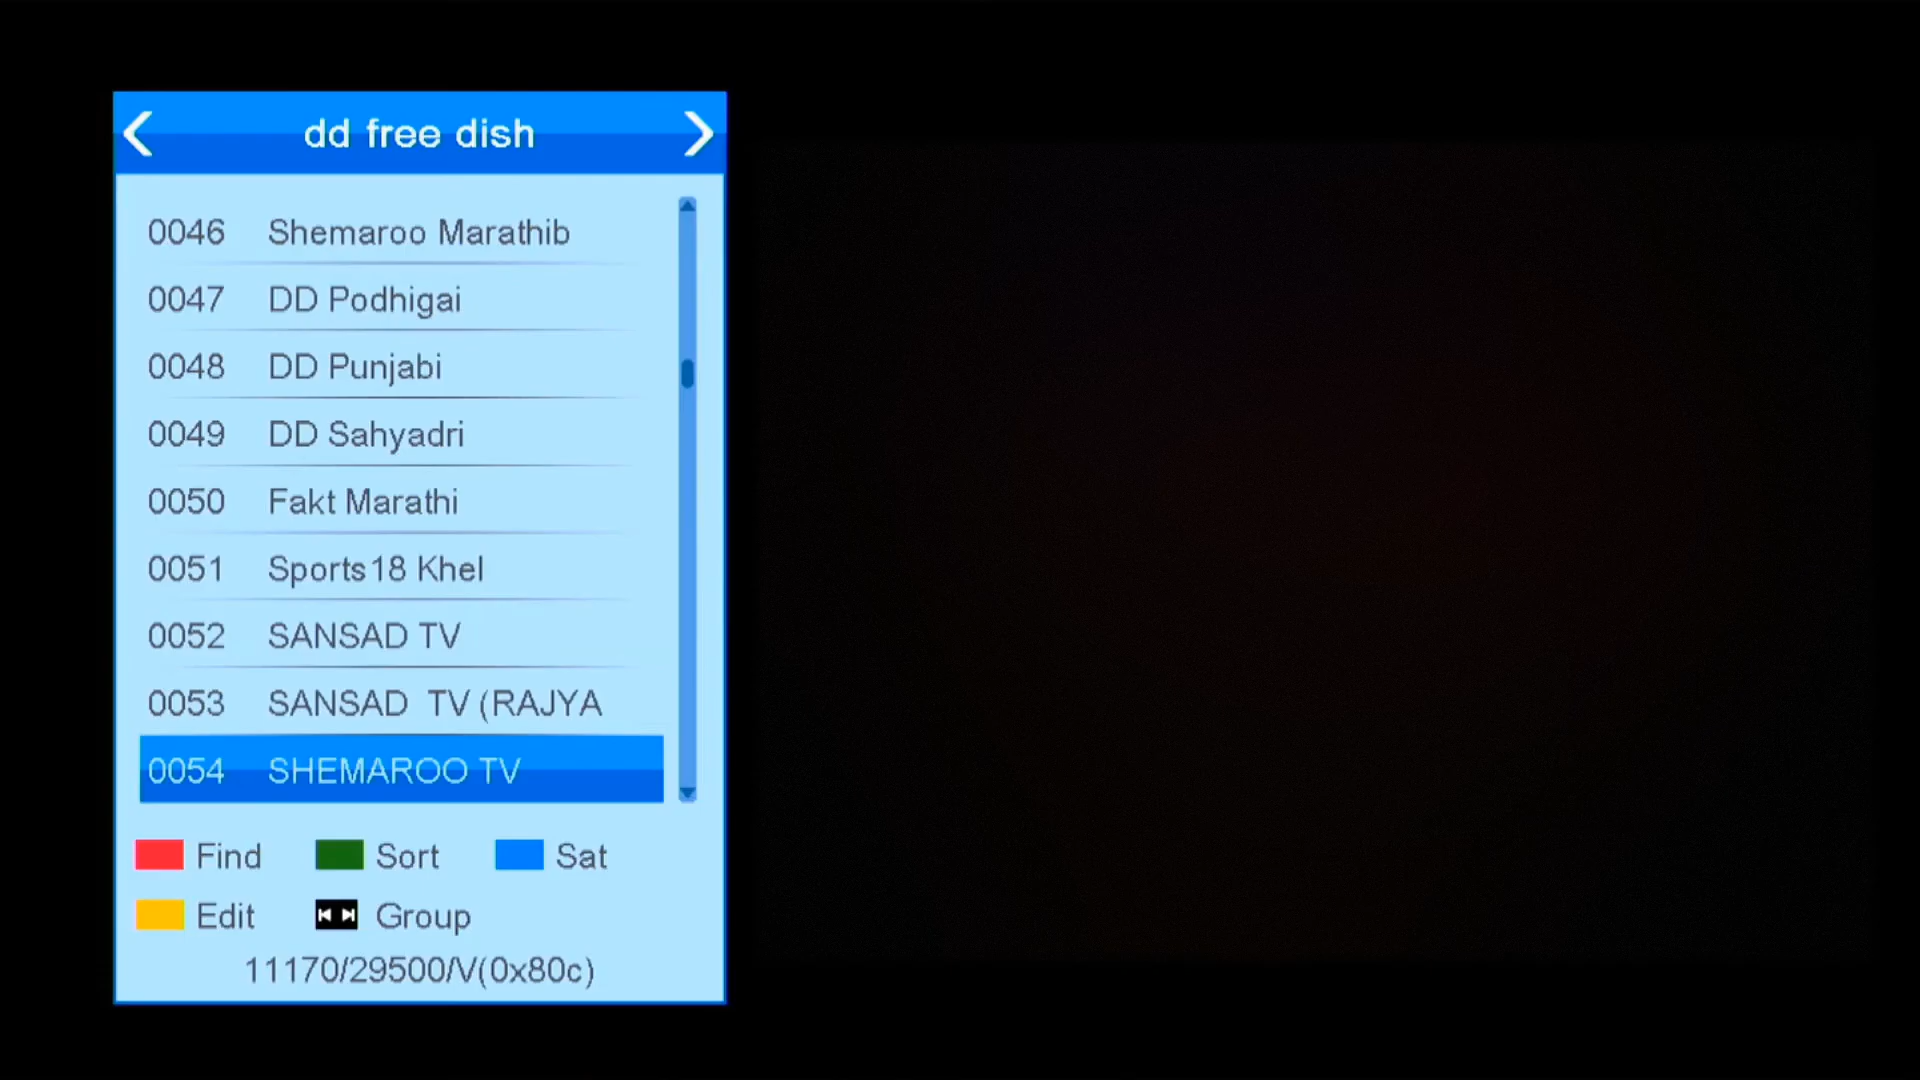 dd free dish
0046 Shemaroo Marathib
0047 DD Podhigai
0048 DD Punjabi
0049 DD Sahyadri
0050 Fakt Marathi
0051 Sports18 Khel
0052 SANSAD TV
0053 SANSAD TV (RAJYA
0054 SHEMAROO TV
Find Sort Sat
Edit Group
11170/29500/V(0x80c)